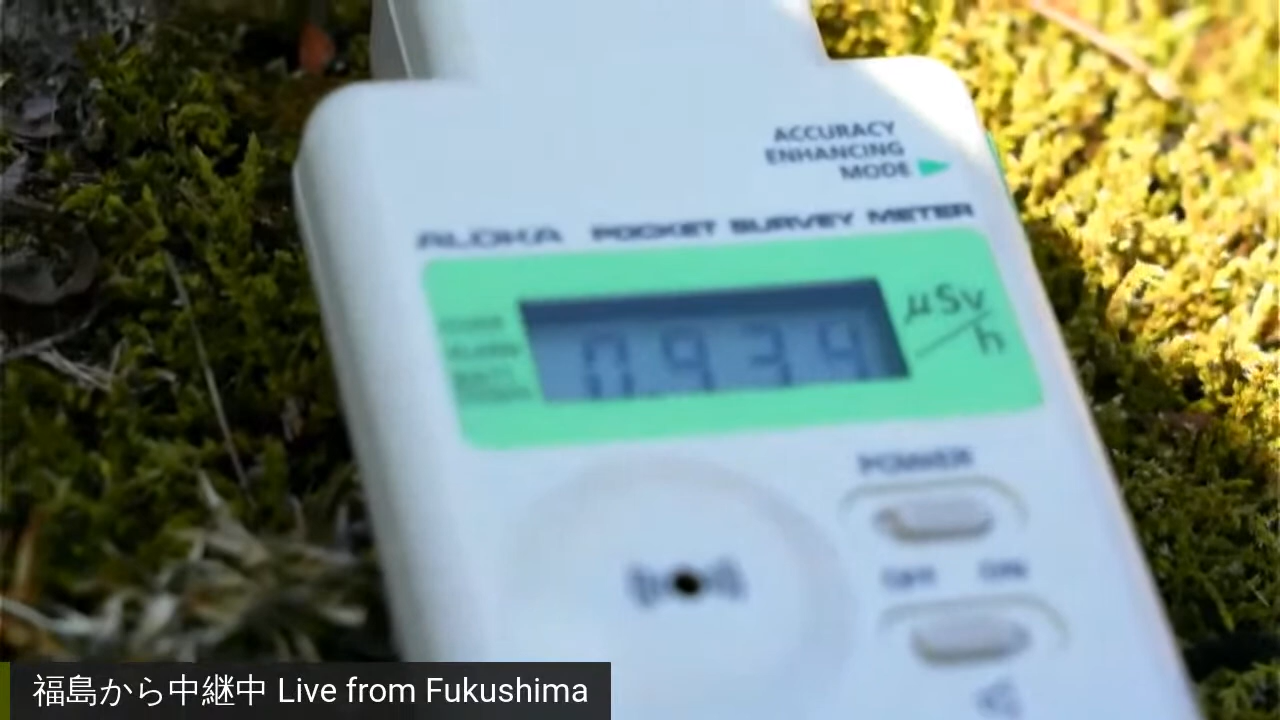 ACCURACY
ENHANCING
MODE
ALOKA POCKET SURVEY METER
0.934
μSv/h
POWER
OFF ON
福島から中継中 Live from Fukushima